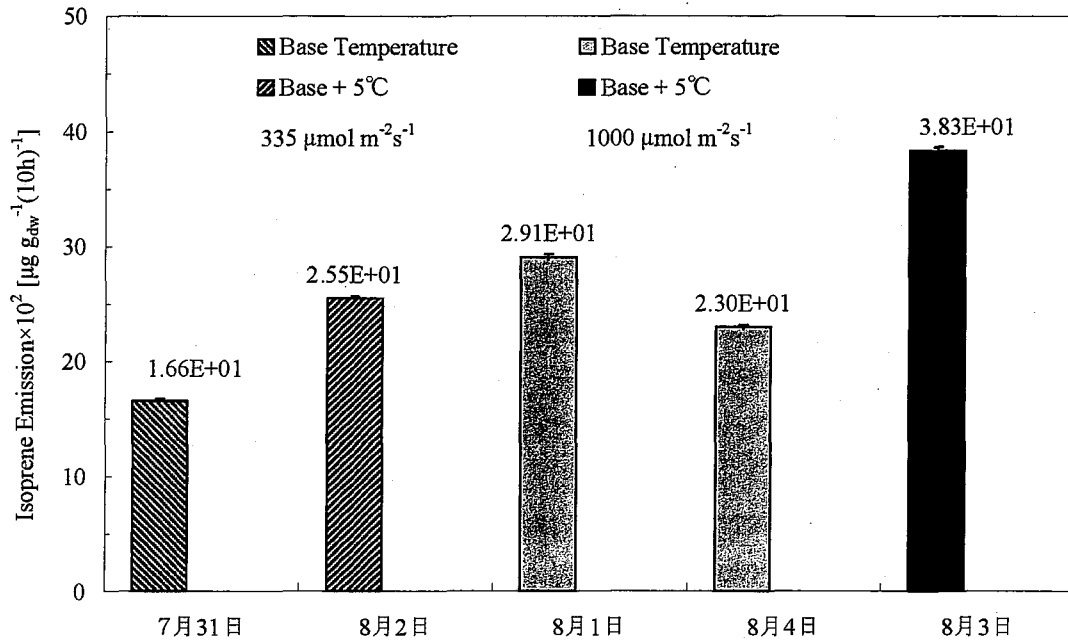 50
40
30
20
10
0
Isoprene Emission×10² [μg g_dw⁻¹(10h)⁻¹]
Base Temperature
Base Temperature
Base + 5℃
Base + 5℃
335 μmol m⁻²s⁻¹
1000 μmol m⁻²s⁻¹
1.66E+01
2.55E+01
2.91E+01
2.30E+01
3.83E+01
7月31日
8月2日
8月1日
8月4日
8月3日